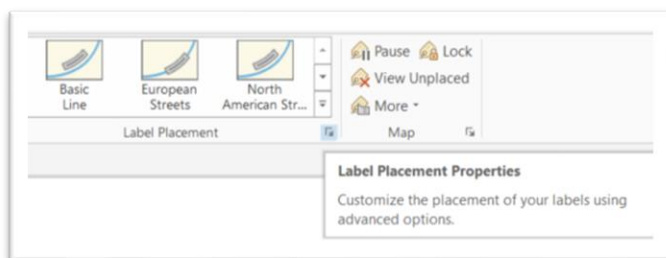 Pause Lock
View Unplaced
More
Basic Line
European Streets
North American Str...
Label Placement
Map
Label Placement Properties
Customize the placement of your labels using
advanced options.